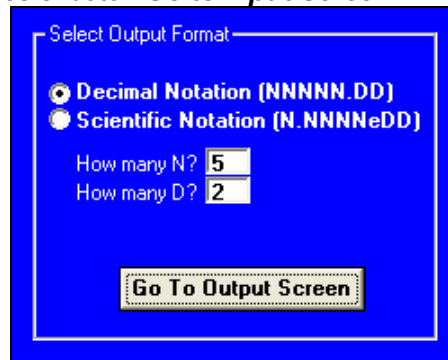 Select Output Format
Decimal Notation (NNNNN.DD)
Scientific Notation (N.NNNNeDD)
How many N? 5
How many D? 2
Go To Output Screen